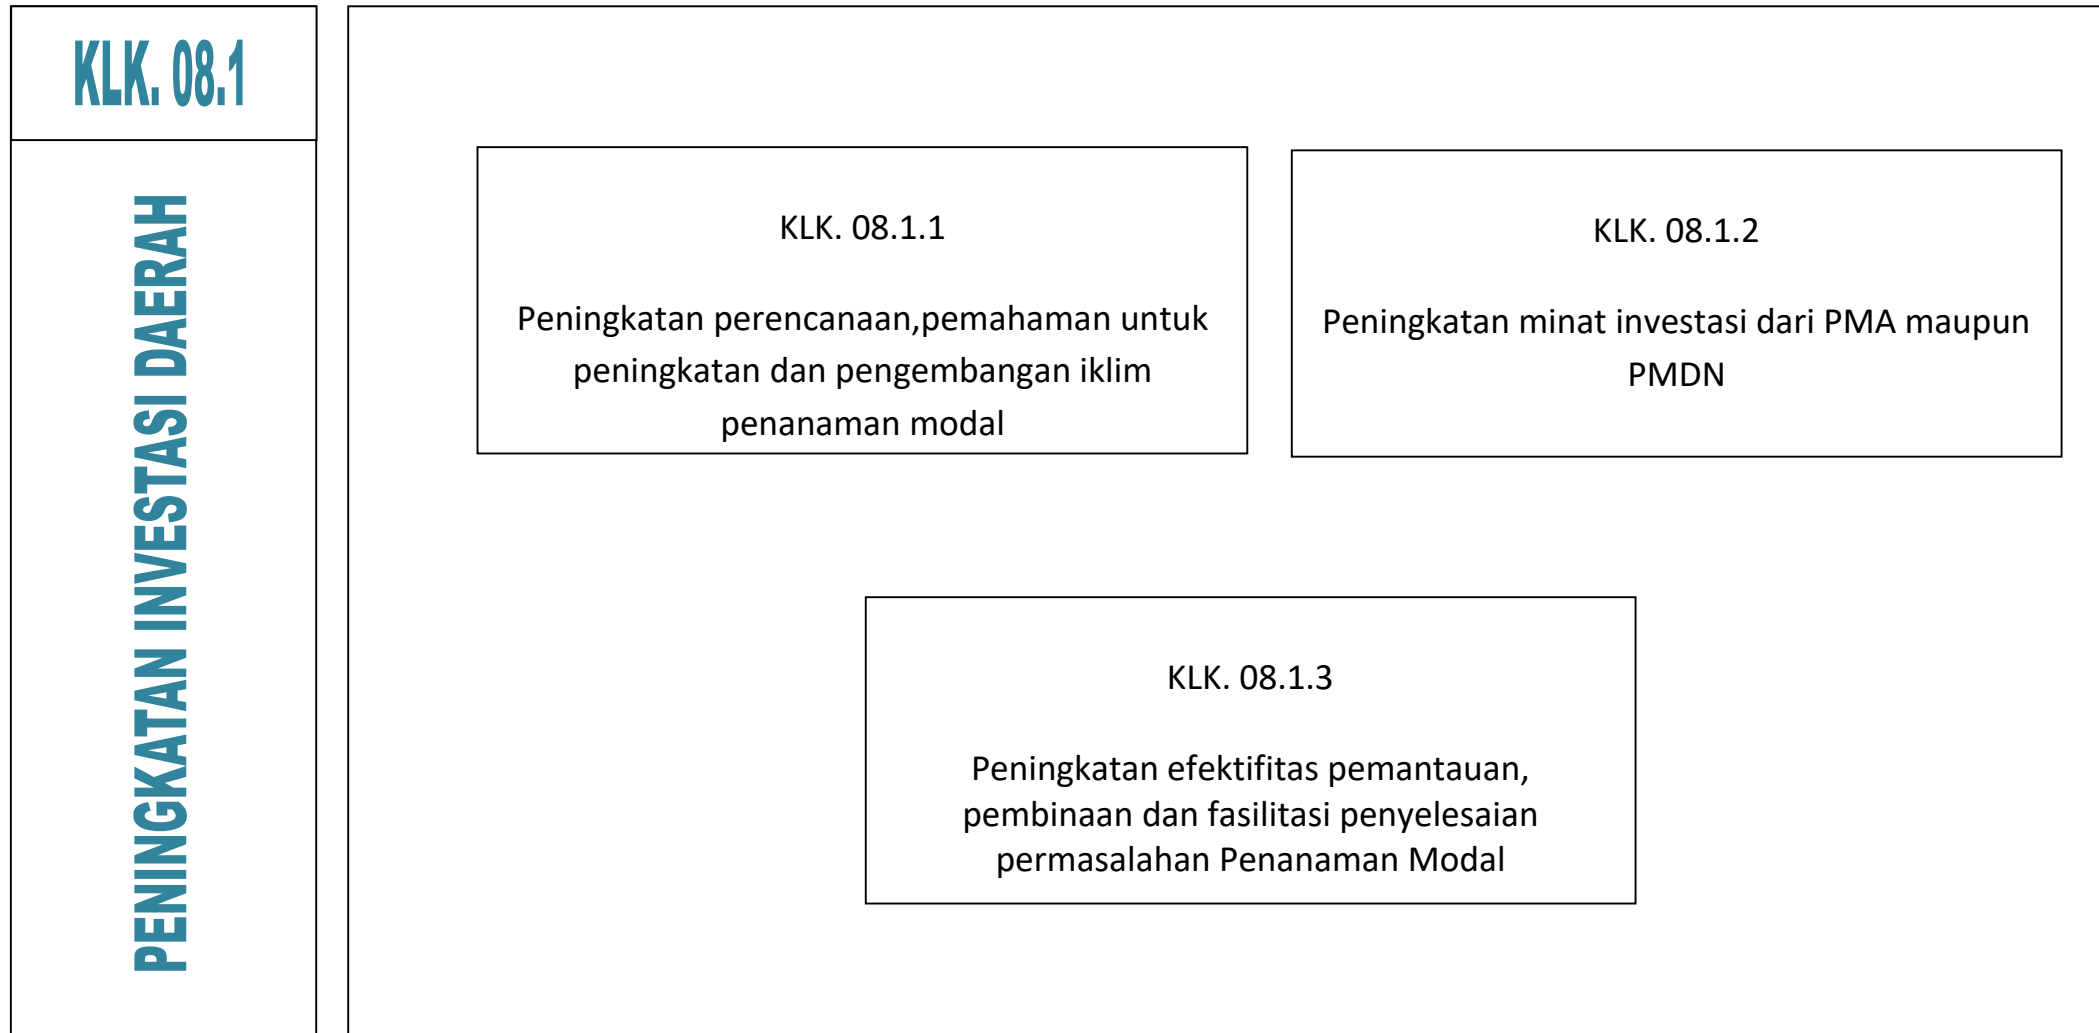 KLK. 08.1
PENINGKATAN INVESTASI DAERAH
KLK. 08.1.1
Peningkatan perencanaan,pemahaman untuk
peningkatan dan pengembangan iklim
penanaman modal
KLK. 08.1.2
Peningkatan minat investasi dari PMA maupun
PMDN
KLK. 08.1.3
Peningkatan efektifitas pemantauan,
pembinaan dan fasilitasi penyelesaian
permasalahan Penanaman Modal